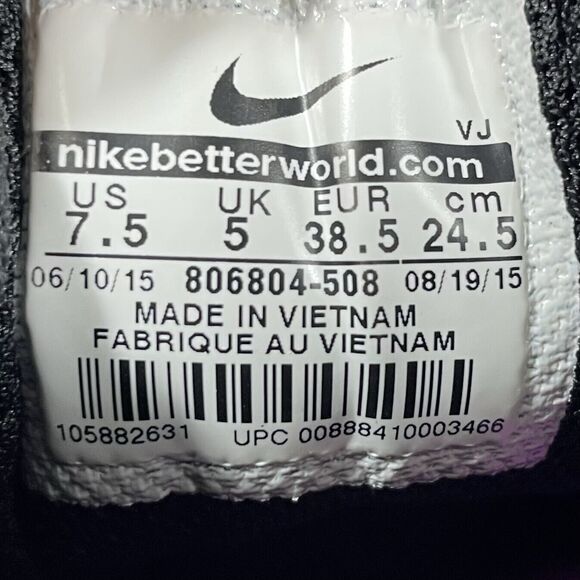 VJ
nikebetterworld.com
US UK EUR cm
7.5 5 38.5 24.5
06/10/15 806804-508 08/19/15
MADE IN VIETNAM
FABRIQUE AU VIETNAM
105882631 UPC 00888410003466